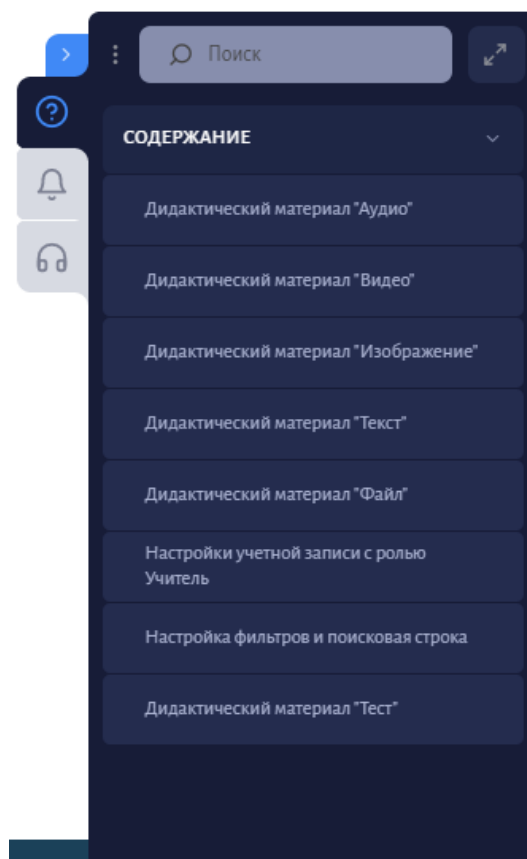 Поиск
СОДЕРЖАНИЕ
Дидактический материал "Аудио"
Дидактический материал "Видео"
Дидактический материал "Изображение"
Дидактический материал "Текст"
Дидактический материал "Файл"
Настройки учетной записи с ролью
Учитель
Настройка фильтров и поисковая строка
Дидактический материал "Тест"